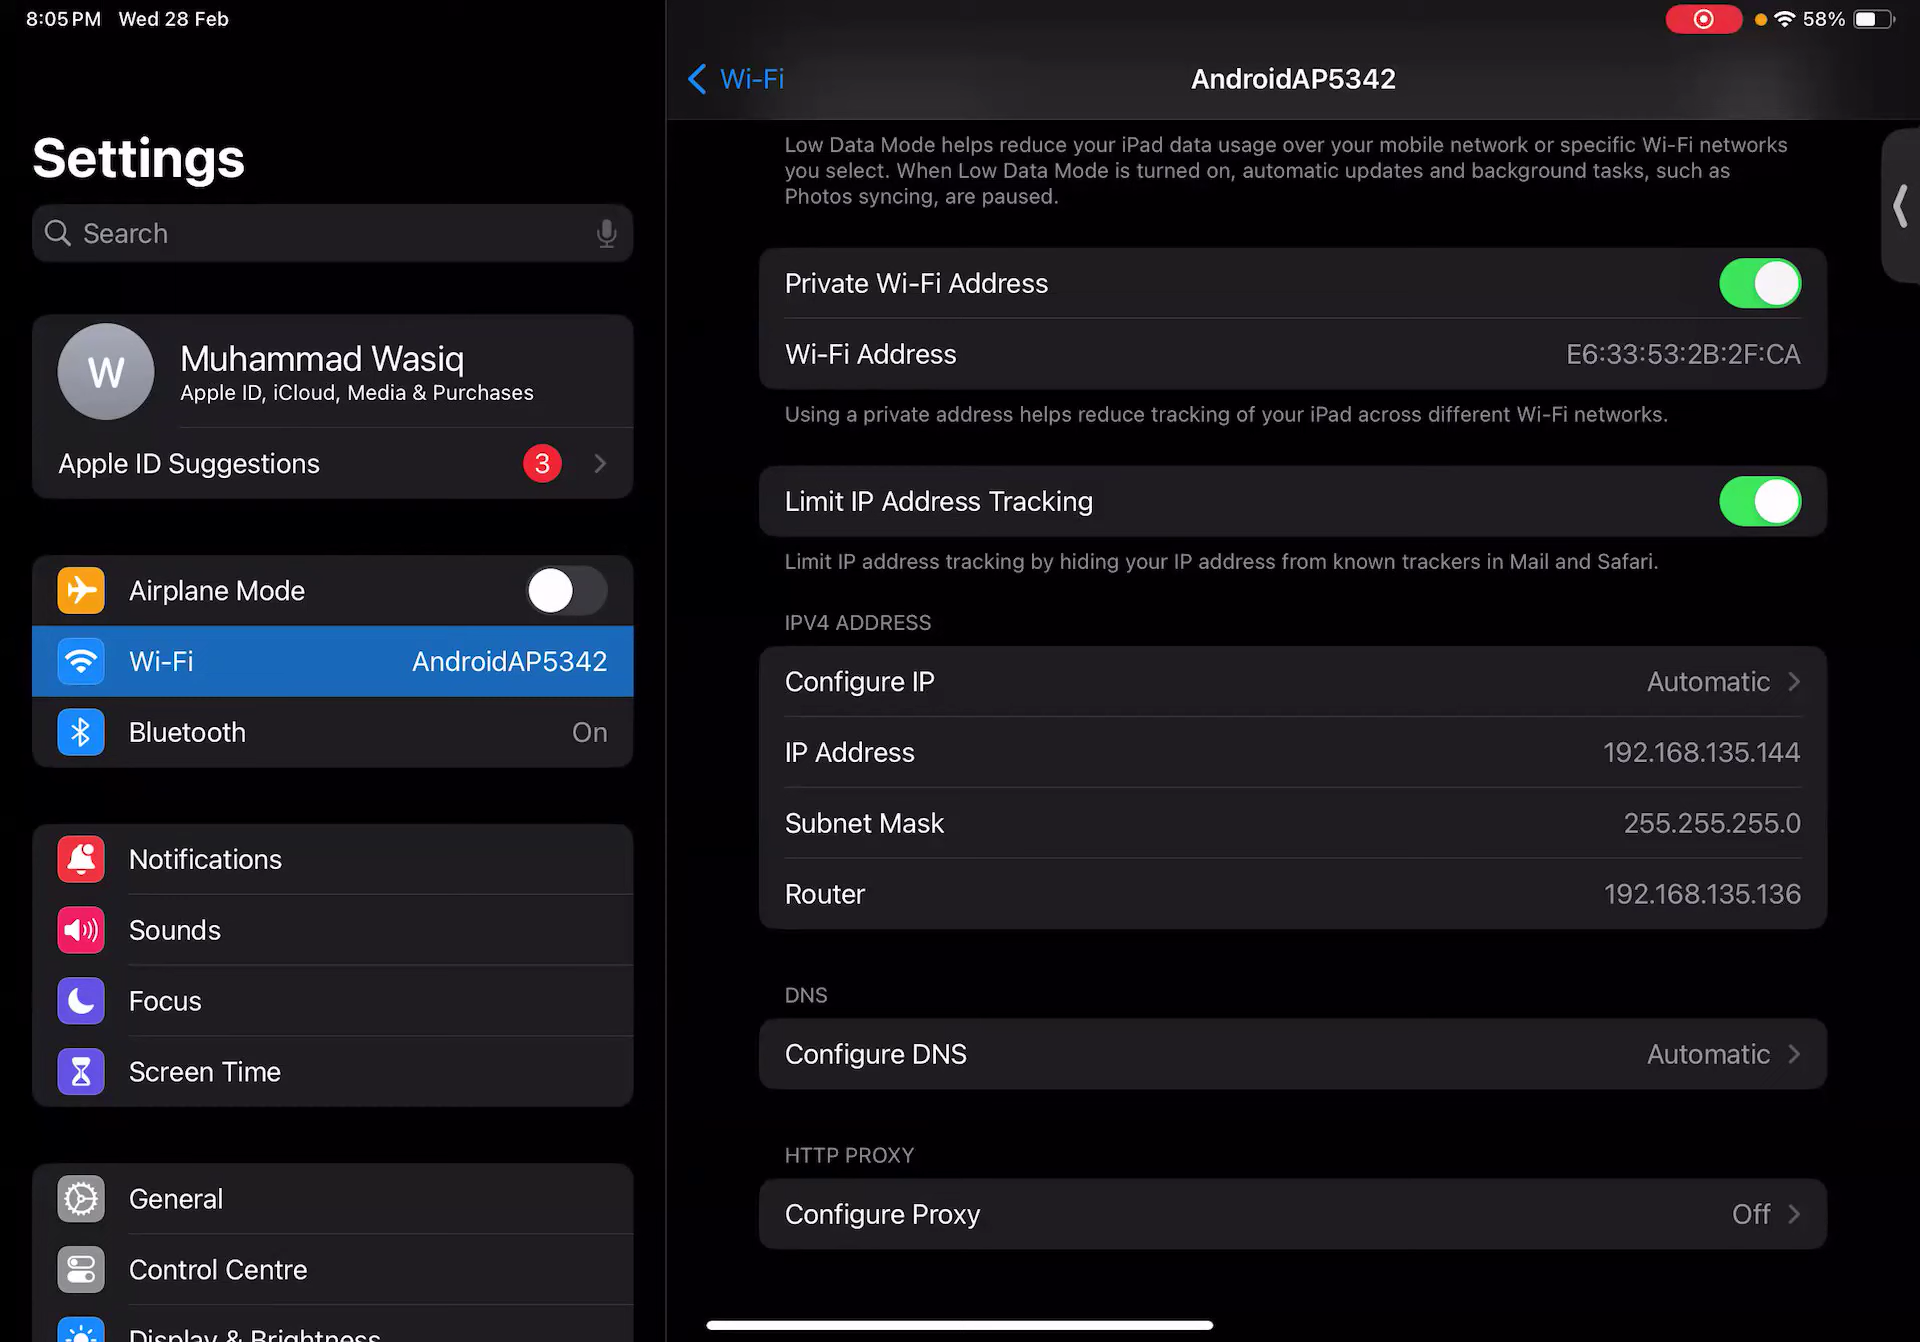 8:05 PM Wed 28 Feb
58%
Settings
Search
W
Muhammad Wasiq
Apple ID, iCloud, Media & Purchases
Apple ID Suggestions 3
Airplane Mode
Wi-Fi AndroidAP5342
Bluetooth On
Notifications
Sounds
Focus
Screen Time
General
Control Centre
Display & Brightness
Wi-Fi
AndroidAP5342
Low Data Mode helps reduce your iPad data usage over your mobile network or specific Wi-Fi networks
you select. When Low Data Mode is turned on, automatic updates and background tasks, such as
Photos syncing, are paused.
Private Wi-Fi Address
Wi-Fi Address E6:33:53:2B:2F:CA
Using a private address helps reduce tracking of your iPad across different Wi-Fi networks.
Limit IP Address Tracking
Limit IP address tracking by hiding your IP address from known trackers in Mail and Safari.
IPV4 ADDRESS
Configure IP Automatic
IP Address 192.168.135.144
Subnet Mask 255.255.255.0
Router 192.168.135.136
DNS
Configure DNS Automatic
HTTP PROXY
Configure Proxy Off